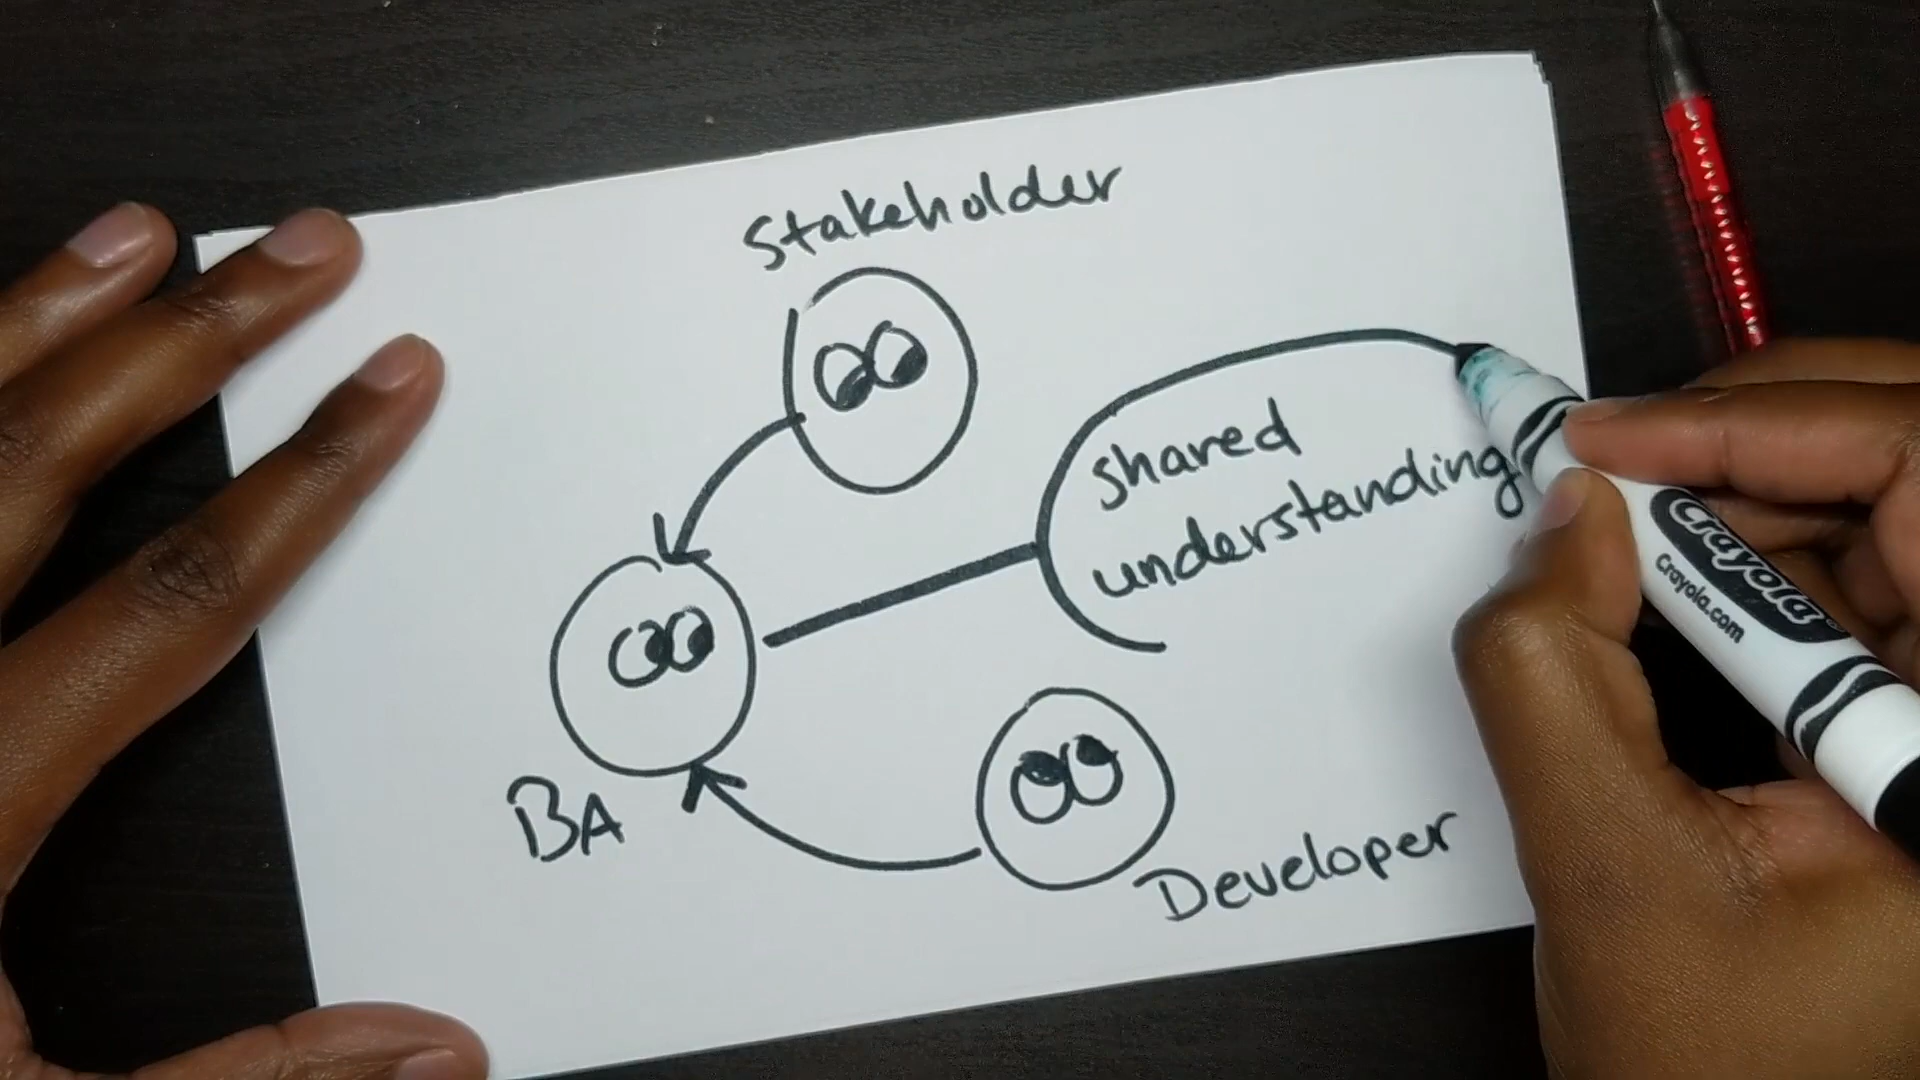 Stakeholder
shared
understanding
BA
Developer
Crayola
Crayola.com